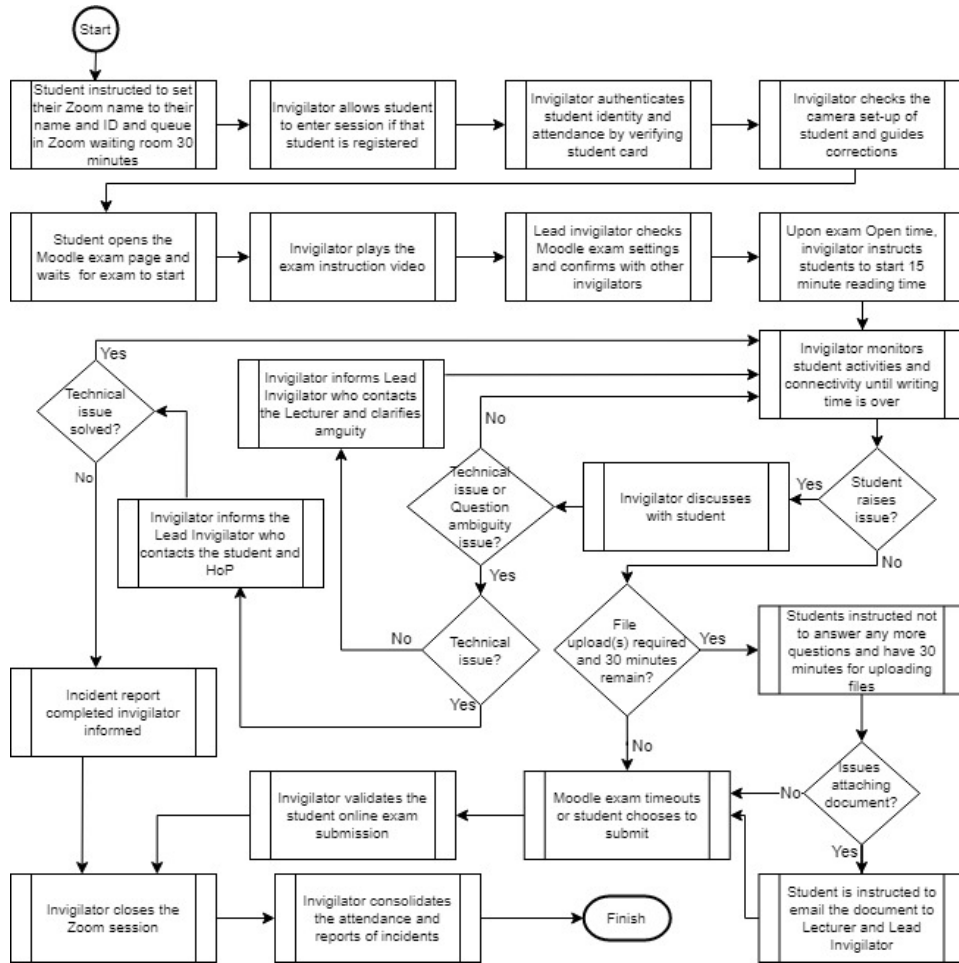 Start
Student instructed to set
their Zoom name to their
name and ID and queue
in Zoom waiting room 30
minutes
Invigilator allows student
to enter session if that
student is registered
Invigilator authenticates
student identity and
attendance by verifying
student card
Invigilator checks the
camera set-up of
student and guides
corrections
Student opens the
Moodle exam page and
waits for exam to start
Invigilator plays the
exam instruction video
Lead invigilator checks
Moodle exam settings
and confirms with other
invigilators
Upon exam Open time,
invigilator instructs
students to start 15
minute reading time
Invigilator monitors
student activities and
connectivity until writing
time is over
Yes
Technical
issue
solved?
No
Invigilator informs Lead
Invigilator who contacts
the Lecturer and clarifies
amguity
No
Technical
issue or
Question
ambiguity
issue?
Yes
Invigilator discusses
with student
Yes
Student
raises
issue?
No
Invigilator informs the
Lead Invigilator who
contacts the student and
HoP
No
Technical
issue?
Yes
File
upload(s) required
and 30 minutes
remain?
Yes
No
Students instructed not
to answer any more
questions and have 30
minutes for uploading
files
Incident report
completed invigilator
informed
Invigilator validates the
student online exam
submission
Moodle exam timeouts
or student chooses to
submit
No
Issues
attaching
document?
Yes
Invigilator closes the
Zoom session
Invigilator consolidates
the attendance and
reports of incidents
Finish
Student is instructed to
email the document to
Lecturer and Lead
Invigilator